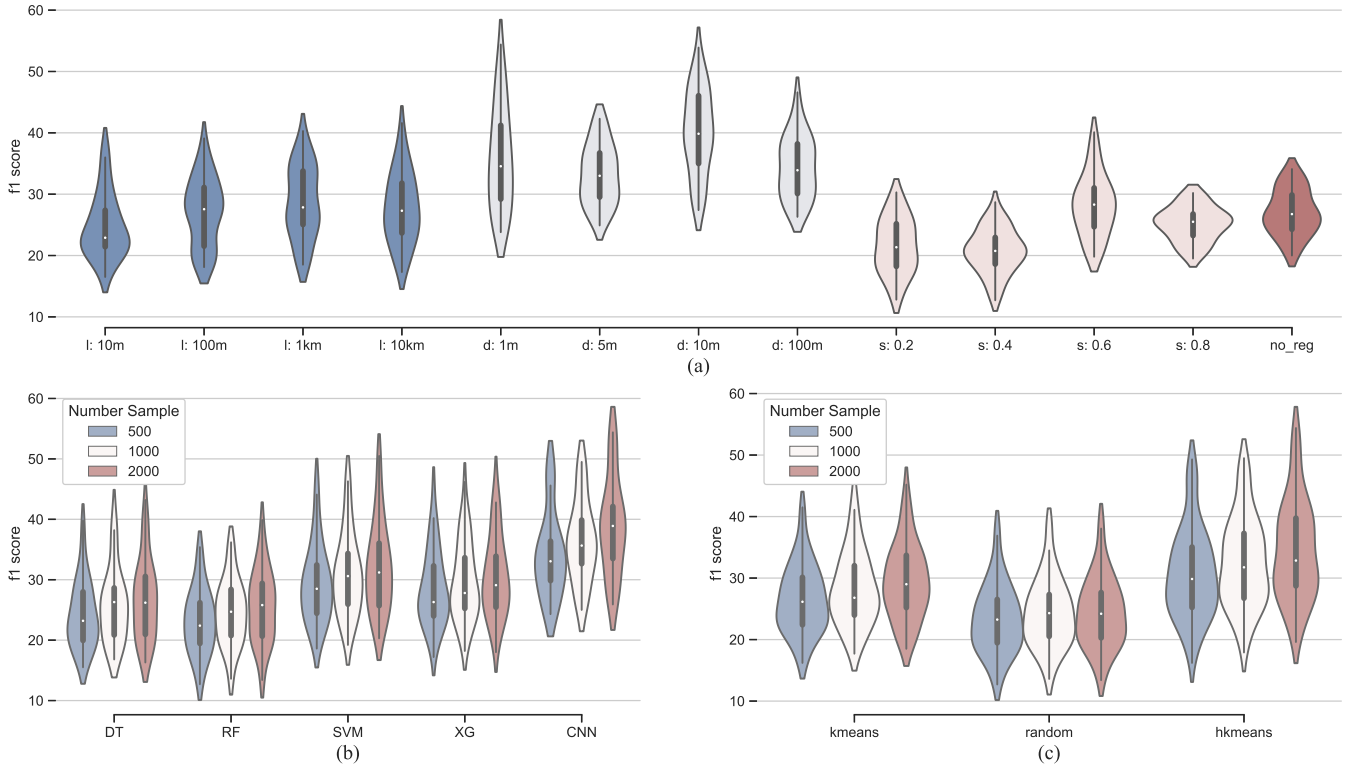 60
50
40
30
20
10
f1 score
l: 10m l: 100m l: 1km l: 10km d: 1m d: 5m d: 10m d: 100m s: 0.2 s: 0.4 s: 0.6 s: 0.8 no_reg
(a)
60
50
40
30
20
10
f1 score
Number Sample
500
1000
2000
DT RF SVM XG CNN
(b)
60
50
40
30
20
10
f1 score
Number Sample
500
1000
2000
kmeans random hkmeans
(c)